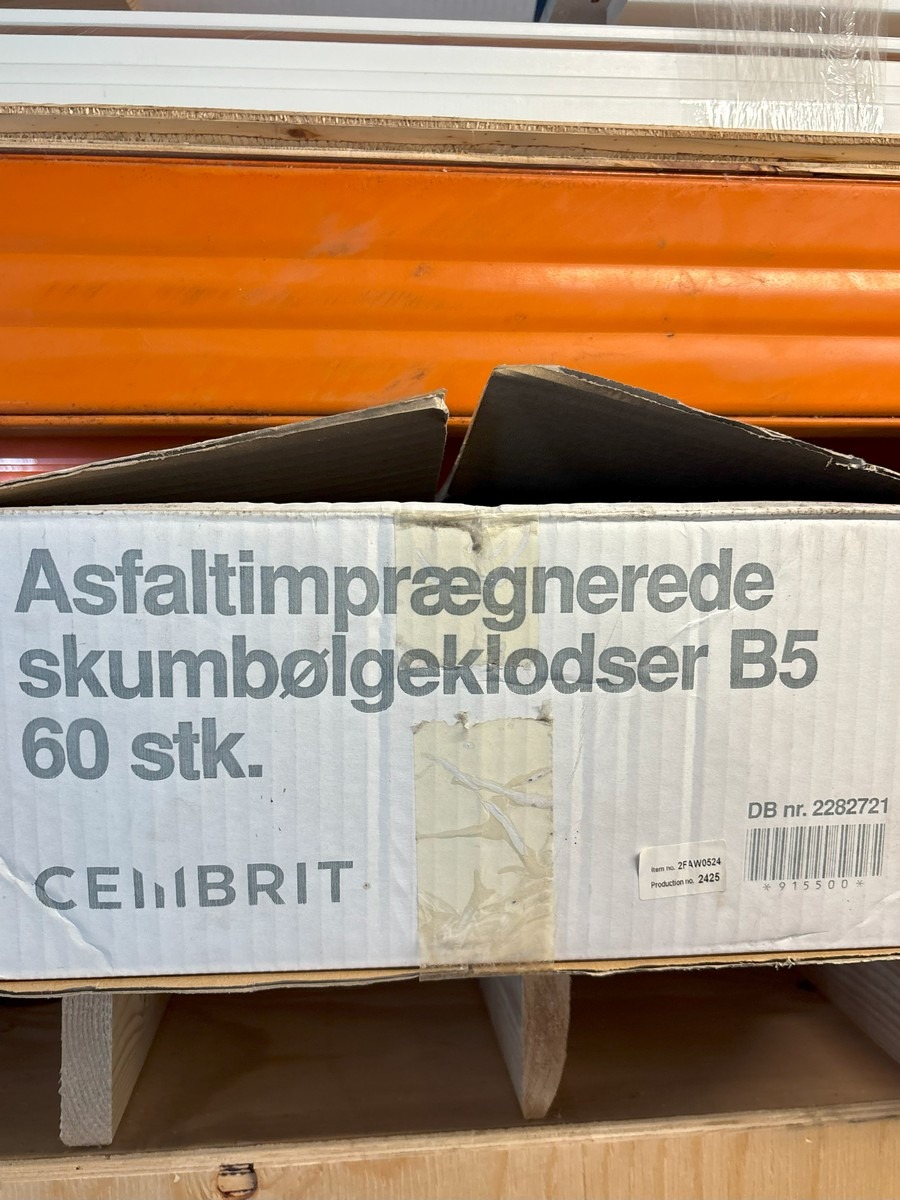 Asfaltimprægnerede
skumbølgeklodser B5
60 stk.
CEMBRIT
DB nr. 2282721
*915500*
Item no. 2FAW0524
Production no. 2425